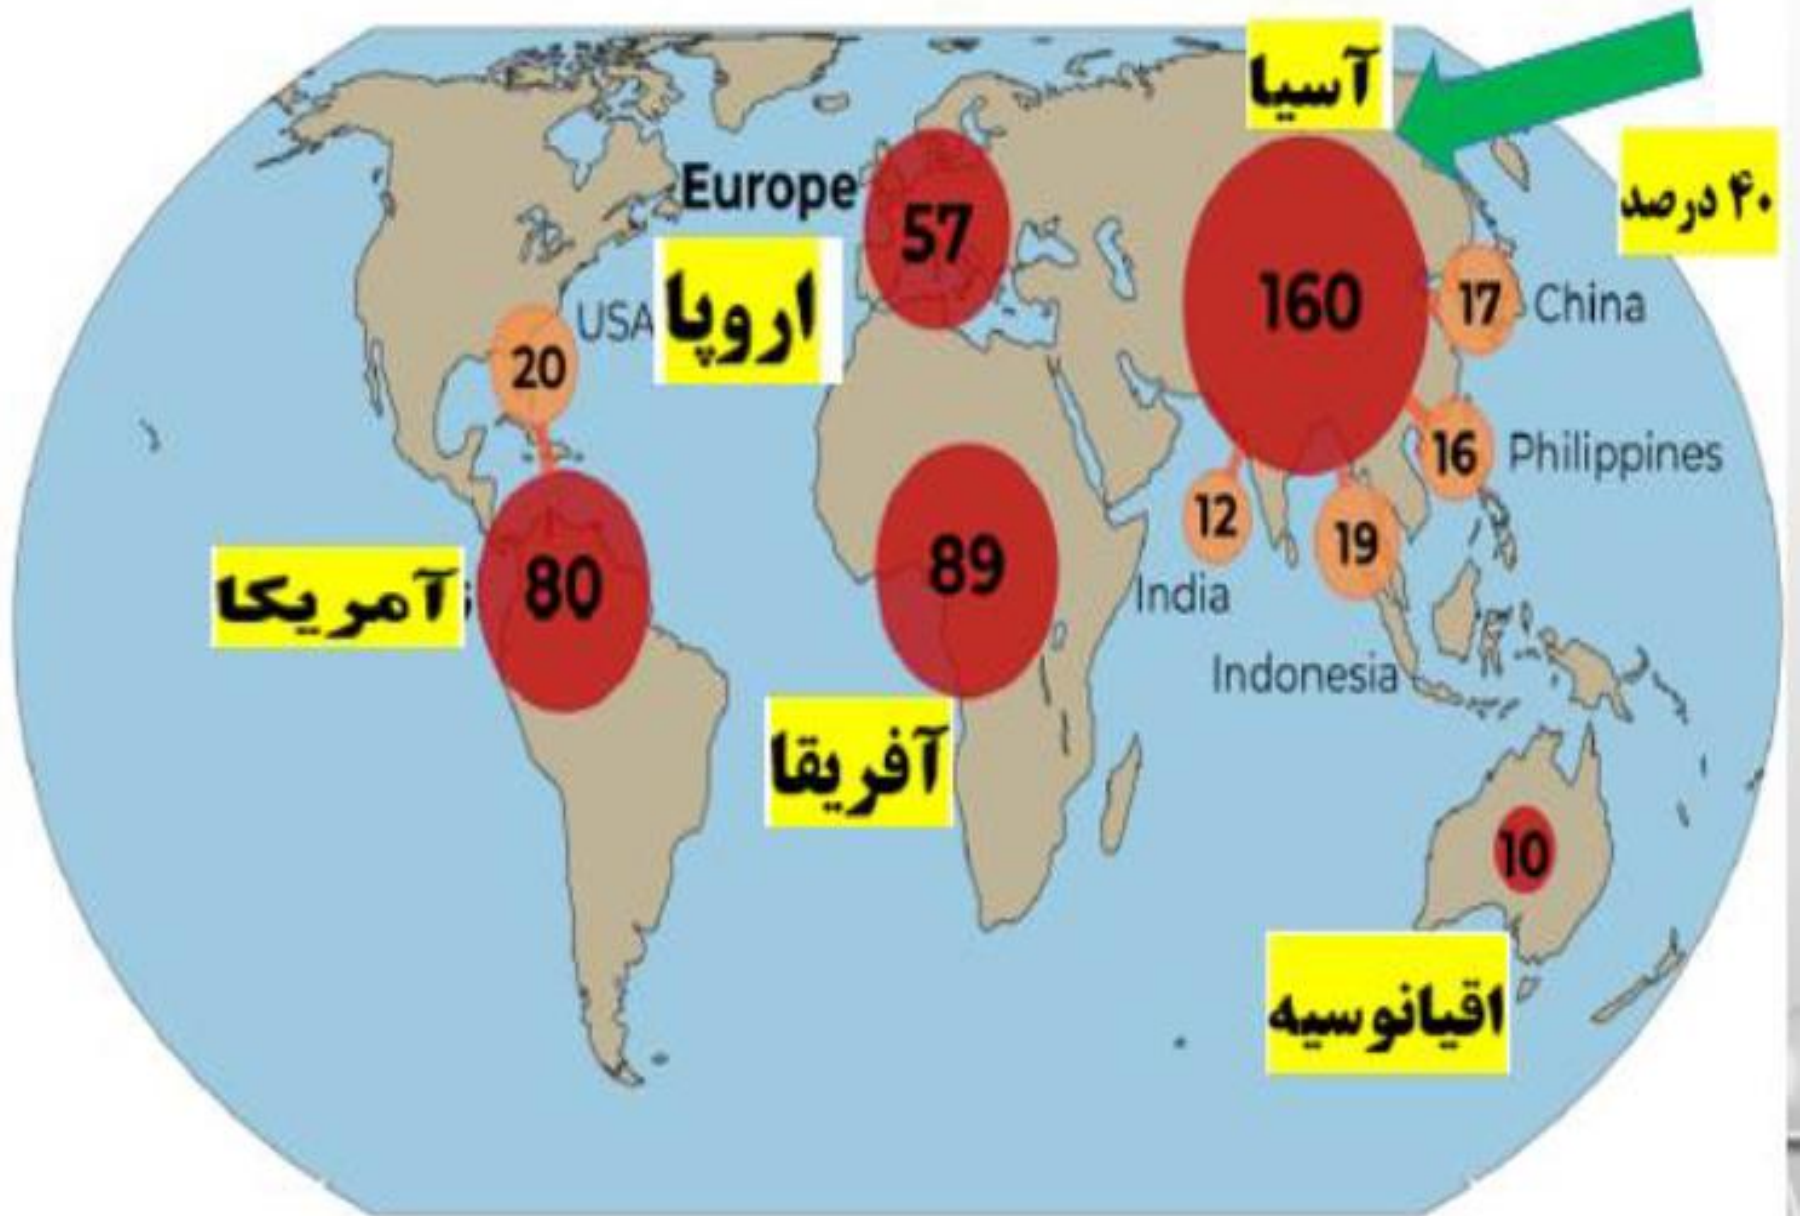 آسیا
۴۰ درصد
Europe
57
اروپا
160
17
China
USA
20
16
Philippines
12
19
India
80
آمریکا
89
Indonesia
آفریقا
10
اقیانوسیه